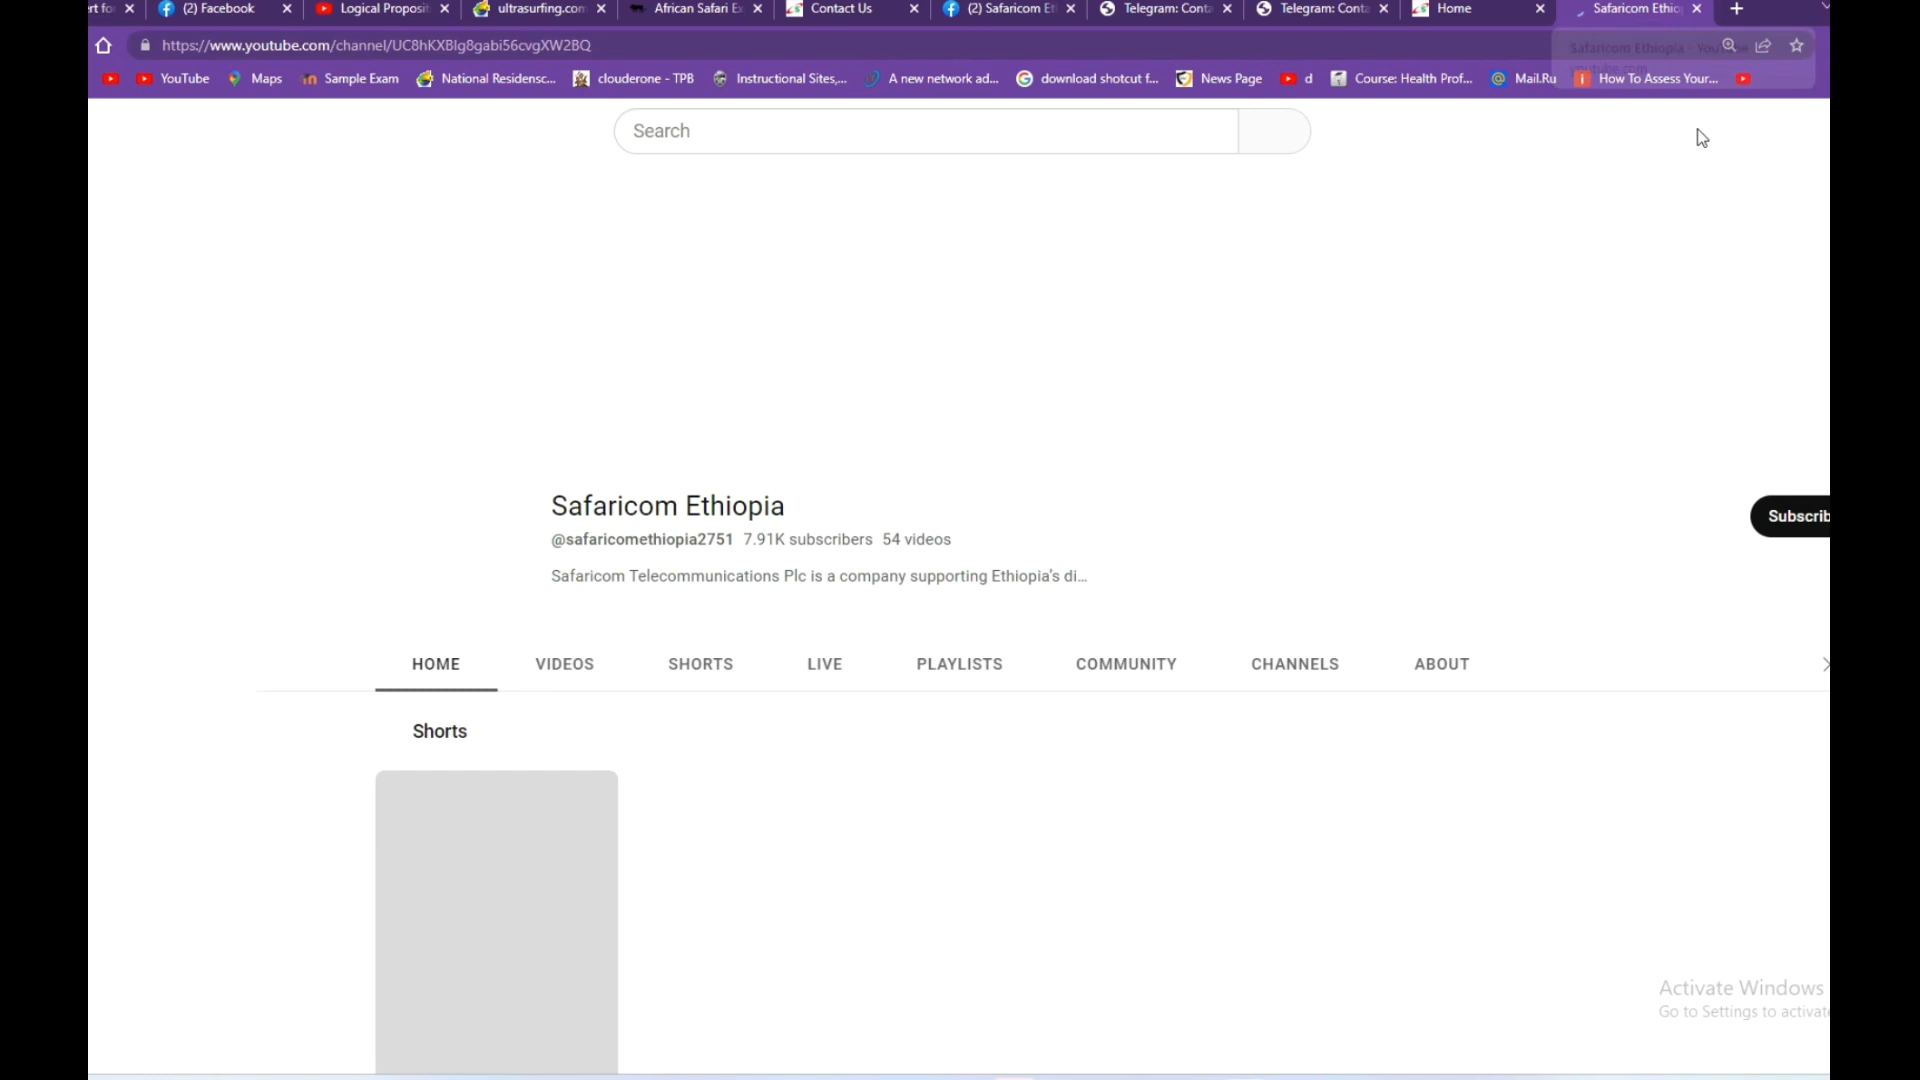 rt fo (2) Facebook Logical Proposit ultrasurfing.com African Safari E Contact Us (2) Safaricom Et Telegram: Conta Telegram: Conta Home Safaricom Ethio
https://www.youtube.com/channel/UC8hKXBIg8gabi56cvgXW2BQ
YouTube Maps Sample Exam National Residensc... clouderone - TPB Instructional Sites,... A new network ad... download shotcut f... News Page d Course: Health Prof... Mail.Ru How To Assess Your...
Search
Safaricom Ethiopia
Subscrib
@safaricomethiopia2751 7.91K subscribers 54 videos
Safaricom Telecommunications Plc is a company supporting Ethiopia's di...
HOME VIDEOS SHORTS LIVE PLAYLISTS COMMUNITY CHANNELS ABOUT
Shorts
Activate Windows
Go to Settings to activat